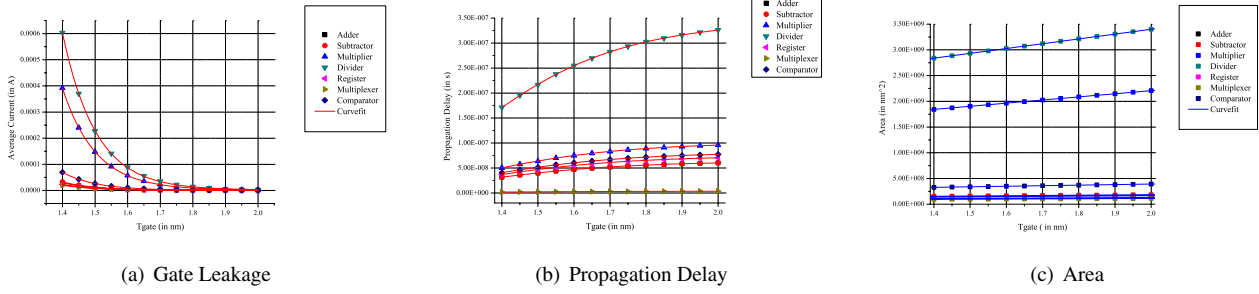 0.0006
0.0005
0.0004
0.0003
0.0002
0.0001
0.0000
1.4 1.5 1.6 1.7 1.8 1.9 2.0
Average Current (in A)
Tgate (in nm)
Adder
Subtractor
Multiplier
Divider
Register
Multiplexer
Comparator
Curvefit
(a) Gate Leakage
3.50E-007
3.00E-007
2.50E-007
2.00E-007
1.50E-007
1.00E-007
5.00E-008
0.00E+000
1.4 1.5 1.6 1.7 1.8 1.9 2.0
Propagation Delay (in s)
Tgate (in nm)
Adder
Subtractor
Multiplier
Divider
Register
Multiplexer
Comparator
(b) Propagation Delay
3.50E+009
3.00E+009
2.50E+009
2.00E+009
1.50E+009
1.00E+009
5.00E+008
0.00E+000
1.4 1.5 1.6 1.7 1.8 1.9 2.0
Area (in nm^2)
Tgate ( in nm)
Adder
Subtractor
Multiplier
Divider
Register
Multiplexer
Comparator
Curvefit
(c) Area